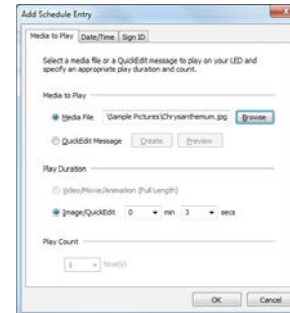 Add Schedule Entry
Media to Play Date/Time Sign ID
Select a media file or a QuickEdit message to play on your LED and
specify an appropriate play duration and count.
Media to Play
Media File \Sample Pictures\Chrysanthemum.jpg Browse
QuickEdit Message Create Preview
Play Duration
Video/Movie/Animation (Full Length)
Image/QuickEdit 0 min 3 secs
Play Count
1 time(s)
OK Cancel